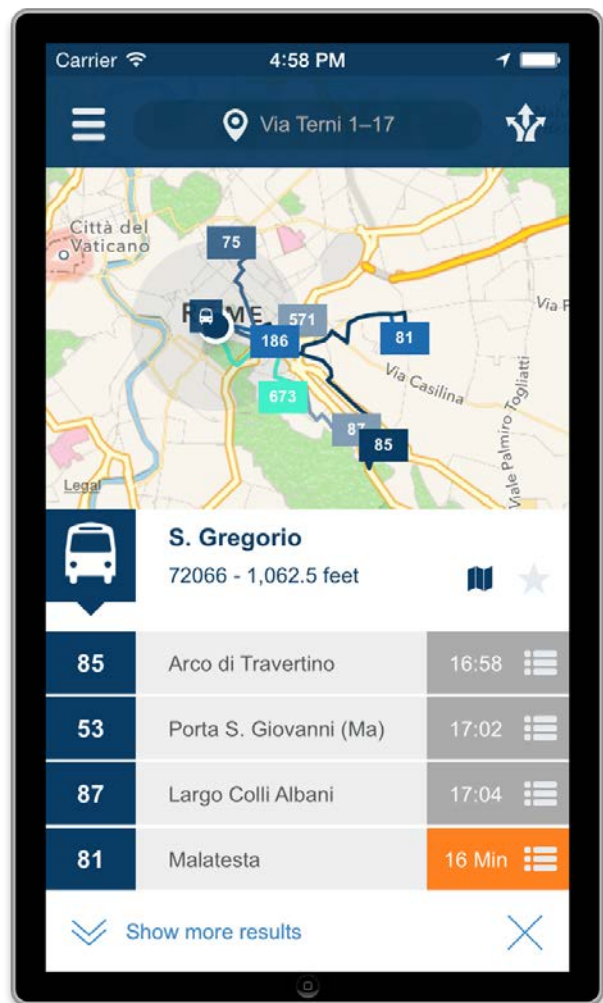 Carrier 4:58 PM
Via Terni 1–17
Città del
Vaticano
75
ROME
571
186
81
Via Casilina
673
87
85
Viale Palmiro Togliatti
Legal
S. Gregorio
72066 - 1,062.5 feet
85 Arco di Travertino 16:58
53 Porta S. Giovanni (Ma) 17:02
87 Largo Colli Albani 17:04
81 Malatesta 16 Min
Show more results